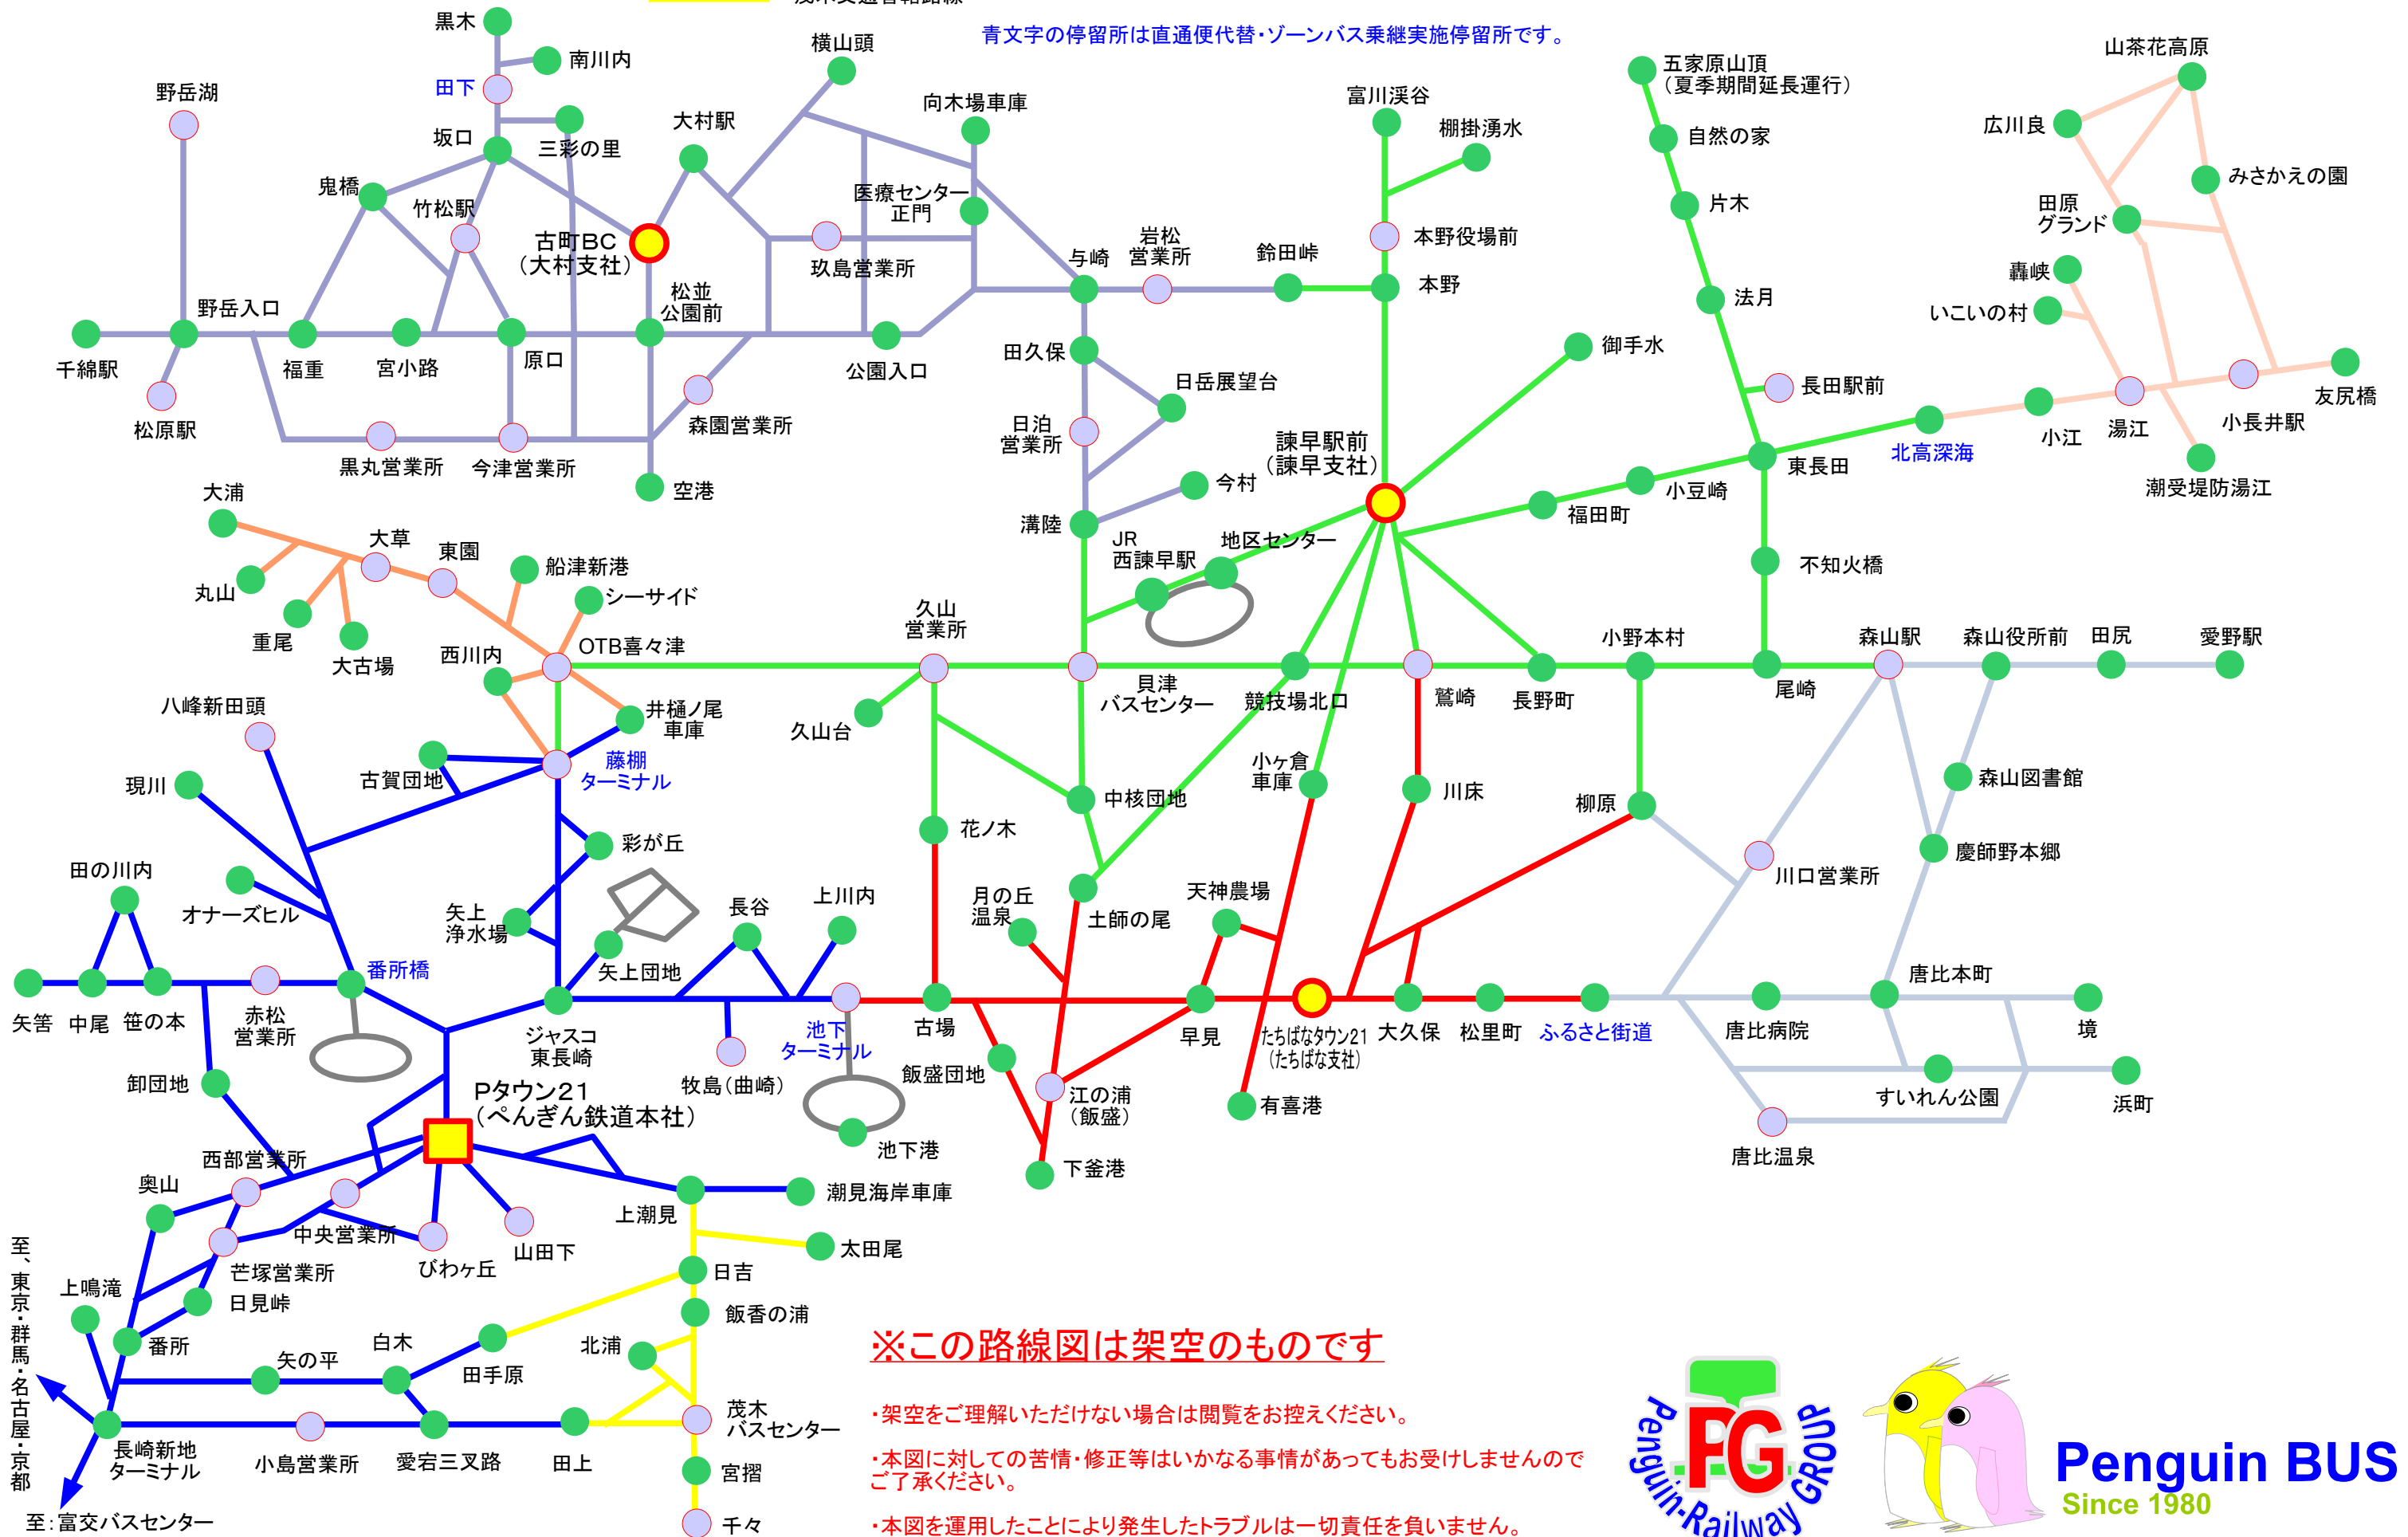 青文字の停留所は直通便代替・ゾーンバス乗継実施停留所です。
黒木
南川内
田下
坂口
三彩の里
野岳湖
鬼橋
竹松駅
古町BC
(大村支社)
大村駅
横山頭
向木場車庫
医療センター
正門
玖島営業所
松並
公園前
野岳入口
千綿駅
松原駅
福重
宮小路
原口
黒丸営業所
今津営業所
森園営業所
空港
公園入口
与崎
岩松
営業所
鈴田峠
富川渓谷
棚掛湧水
本野役場前
本野
田久保
日岳展望台
日泊
営業所
今村
溝陸
五家原山頂
(夏季期間延長運行)
自然の家
片木
法月
長田駅前
東長田
御手水
諫早駅前
(諫早支社)
山茶花高原
広川良
みさかえの園
田原
グランド
轟峡
いこいの村
友尻橋
小長井駅
湯江
小江
北高深海
潮受堤防湯江
小豆崎
福田町
不知火橋
JR
西諫早駅
地区センター
大浦
大草
東園
丸山
重尾
大古場
船津新港
シーサイド
OTB喜々津
西川内
井樋ノ尾
車庫
久山
営業所
久山台
貝津
バスセンター
競技場北口
鷲崎
長野町
小野本村
尾崎
森山駅
森山役所前
田尻
愛野駅
八峰新田頭
現川
古賀団地
藤棚
ターミナル
田の川内
オナーズヒル
彩が丘
矢上
浄水場
矢上団地
長谷
上川内
花ノ木
中核団地
月の丘
温泉
土師の尾
天神農場
小ヶ倉
車庫
川床
柳原
川口営業所
森山図書館
慶師野本郷
矢筈
中尾
笹の本
赤松
営業所
番所橋
ジャスコ
東長崎
牧島(曲崎)
池下
ターミナル
古場
早見
たちばなタウン21
(たちばな支社)
大久保
松里町
ふるさと街道
唐比病院
唐比本町
境
卸団地
Pタウン21
(ぺんぎん鉄道本社)
飯盛団地
江の浦
(飯盛)
有喜港
すいれん公園
浜町
池下港
下釜港
唐比温泉
西部営業所
奥山
中央営業所
びわヶ丘
山田下
上潮見
潮見海岸車庫
太田尾
芒塚営業所
日見峠
上鳴滝
番所
日吉
飯香の浦
北浦
矢の平
白木
田手原
至、東京・群馬・名古屋・京都
長崎新地
ターミナル
小島営業所
愛宕三叉路
田上
茂木
バスセンター
宮摺
千々
至:富交バスセンター
※この路線図は架空のものです
・架空をご理解いただけない場合は閲覧をお控えください。
・本図に対しての苦情・修正等はいかなる事情があってもお受けしませんので
ご了承ください。
・本図を運用したことにより発生したトラブルは一切責任を負いません。
PG
Penguin-Railway GROUP
Penguin BUS
Since 1980